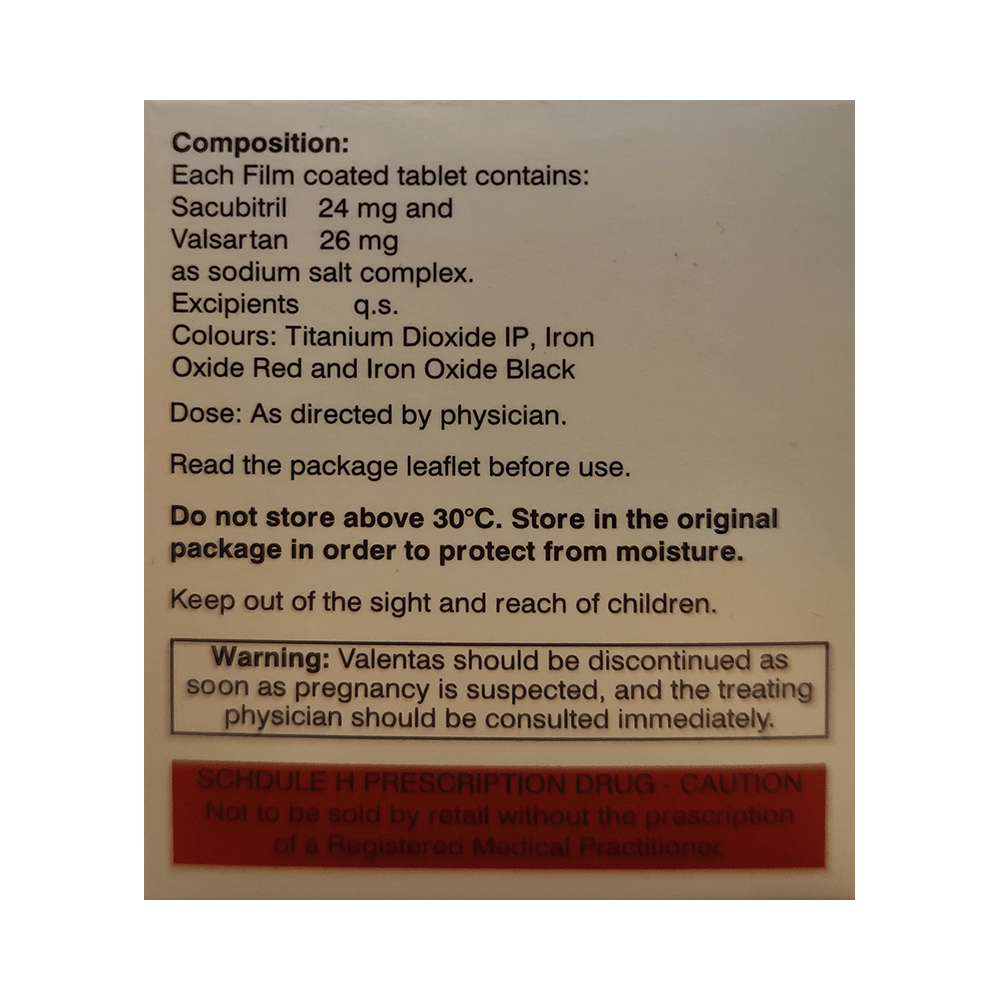 Composition:
Each Film coated tablet contains:
Sacubitril 24 mg and
Valsartan 26 mg
as sodium salt complex.
Excipients q.s.
Colours: Titanium Dioxide IP, Iron
Oxide Red and Iron Oxide Black
Dose: As directed by physician.
Read the package leaflet before use.
Do not store above 30°C. Store in the original
package in order to protect from moisture.
Keep out of the sight and reach of children.
Warning: Valentas should be discontinued as
soon as pregnancy is suspected, and the treating
physician should be consulted immediately.
SCHDULE H PRESCRIPTION DRUG - CAUTION
Not to be sold by retail without the prescription
of a Registered Medical Practitioner.